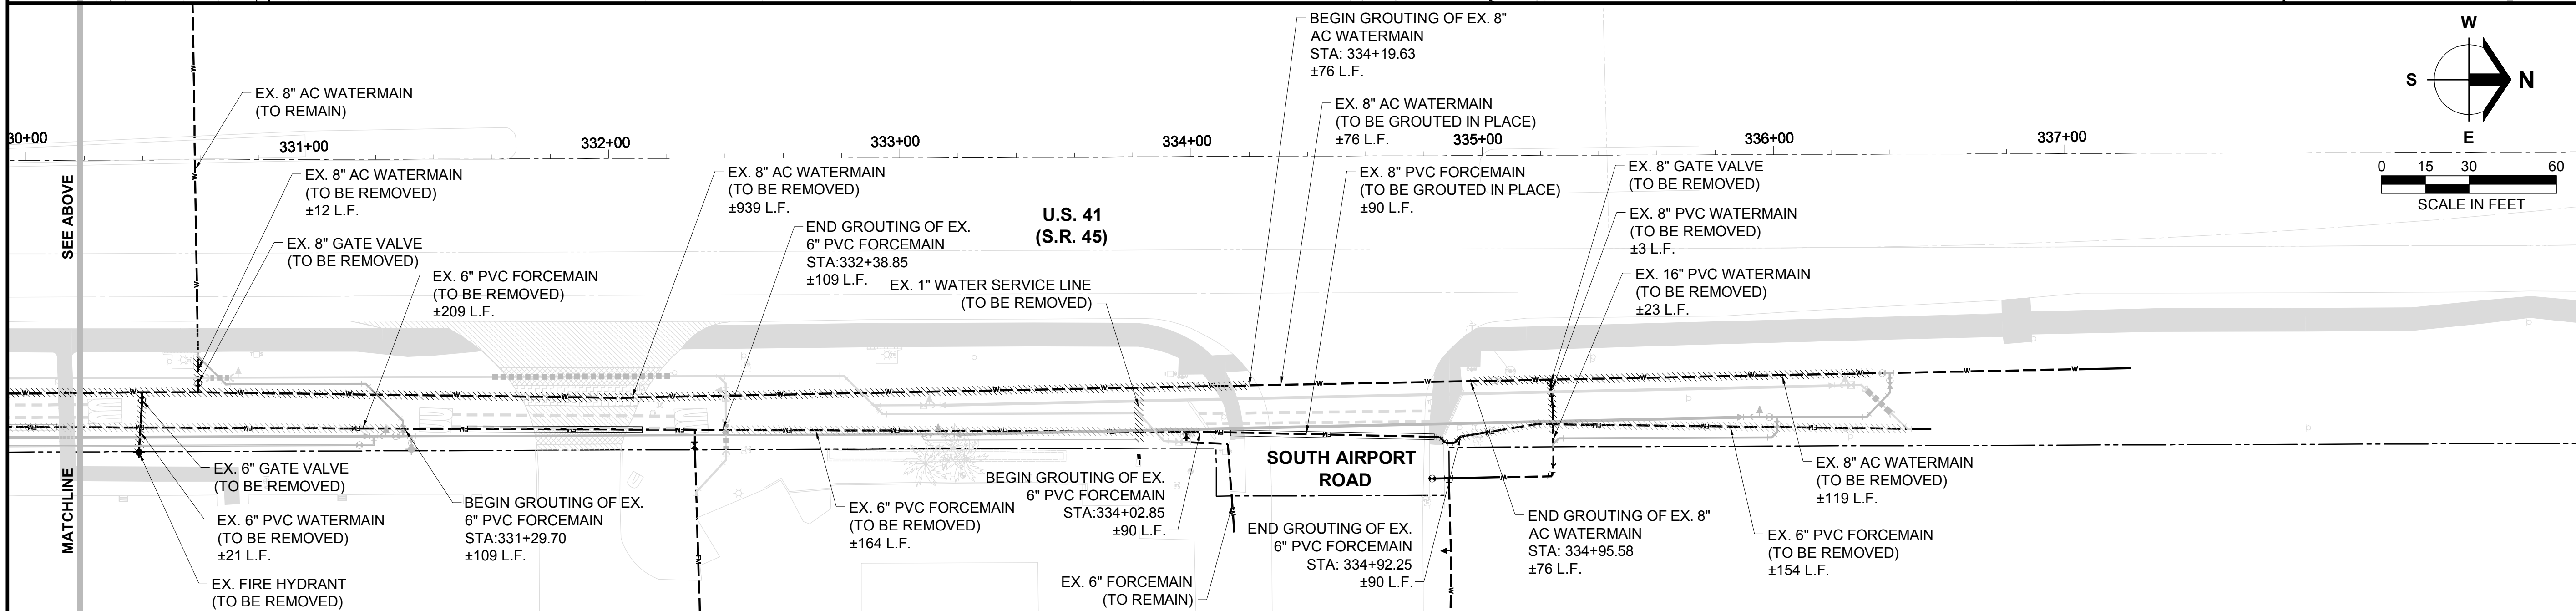 BEGIN GROUTING OF EX. 8"
AC WATERMAIN
STA: 334+19.63
±76 L.F.
W
S
N
E
0 15 30 60
SCALE IN FEET
EX. 8" AC WATERMAIN
(TO REMAIN)
EX. 8" AC WATERMAIN
(TO BE GROUTED IN PLACE)
±76 L.F.
30+00
331+00
332+00
333+00
334+00
335+00
336+00
337+00
SEE ABOVE
MATCHLINE
EX. 8" AC WATERMAIN
(TO BE REMOVED)
±12 L.F.
EX. 8" GATE VALVE
(TO BE REMOVED)
EX. 6" PVC FORCEMAIN
(TO BE REMOVED)
±209 L.F.
EX. 8" AC WATERMAIN
(TO BE REMOVED)
±939 L.F.
END GROUTING OF EX.
6" PVC FORCEMAIN
STA:332+38.85
±109 L.F.
U.S. 41
(S.R. 45)
EX. 1" WATER SERVICE LINE
(TO BE REMOVED)
EX. 8" PVC FORCEMAIN
(TO BE GROUTED IN PLACE)
±90 L.F.
EX. 8" GATE VALVE
(TO BE REMOVED)
EX. 8" PVC WATERMAIN
(TO BE REMOVED)
±3 L.F.
EX. 16" PVC WATERMAIN
(TO BE REMOVED)
±23 L.F.
EX. 6" GATE VALVE
(TO BE REMOVED)
EX. 6" PVC WATERMAIN
(TO BE REMOVED)
±21 L.F.
EX. FIRE HYDRANT
(TO BE REMOVED)
BEGIN GROUTING OF EX.
6" PVC FORCEMAIN
STA:331+29.70
±109 L.F.
EX. 6" PVC FORCEMAIN
(TO BE REMOVED)
±164 L.F.
BEGIN GROUTING OF EX.
6" PVC FORCEMAIN
STA:334+02.85
±90 L.F.
EX. 6" FORCEMAIN
(TO REMAIN)
SOUTH AIRPORT
ROAD
END GROUTING OF EX.
6" PVC FORCEMAIN
STA: 334+92.25
±90 L.F.
END GROUTING OF EX. 8"
AC WATERMAIN
STA: 334+95.58
±76 L.F.
EX. 6" PVC FORCEMAIN
(TO BE REMOVED)
±154 L.F.
EX. 8" AC WATERMAIN
(TO BE REMOVED)
±119 L.F.